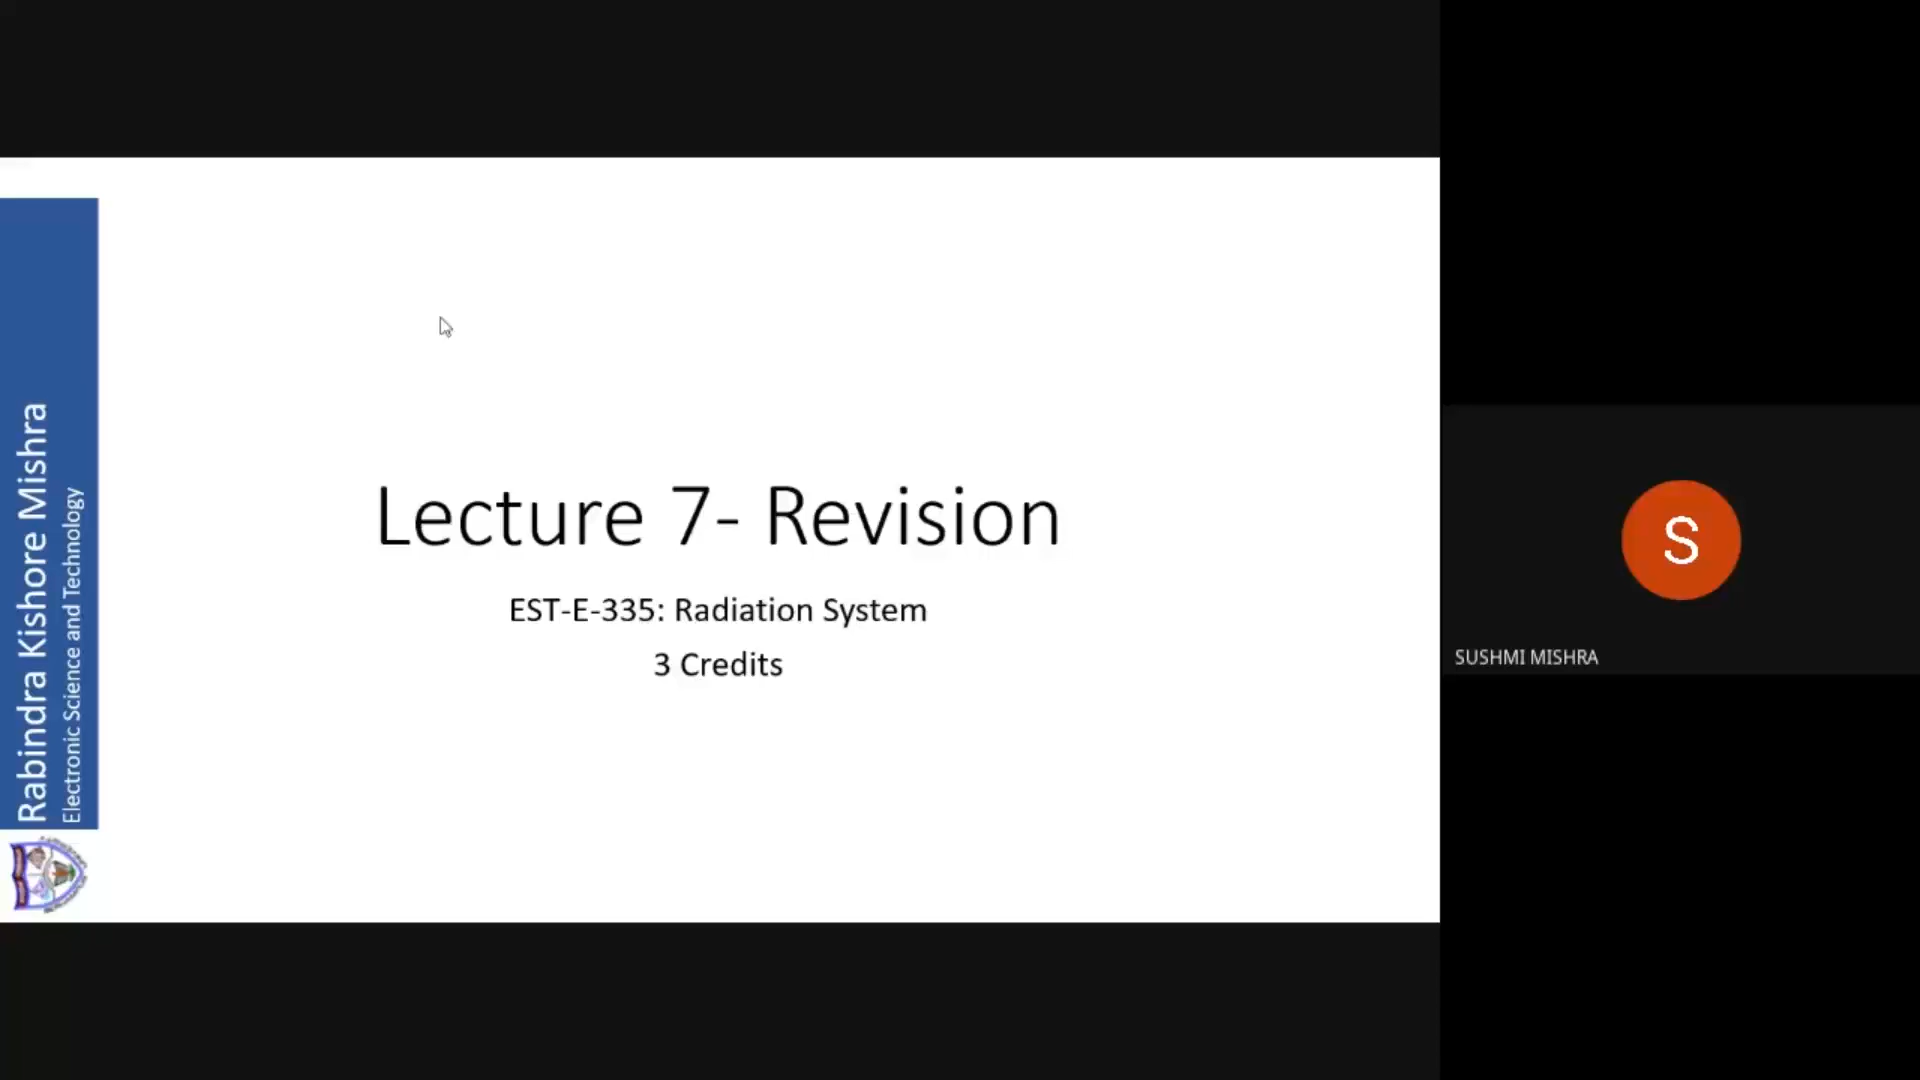 Rabindra Kishore Mishra
Electronic Science and Technology
Lecture 7- Revision
EST-E-335: Radiation System
3 Credits
S
SUSHMI MISHRA